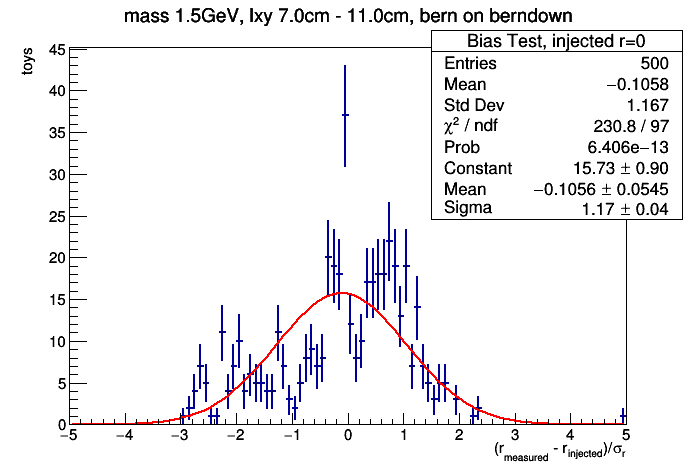 mass 1.5GeV, lxy 7.0cm - 11.0cm, bern on berndown
toys
Bias Test, injected r=0
Entries 500
Mean −0.1058
Std Dev 1.167
χ² / ndf 230.8 / 97
Prob 6.406e−13
Constant 15.73 ± 0.90
Mean −0.1056 ± 0.0545
Sigma 1.17 ± 0.04
45
40
35
30
25
20
15
10
5
0
−5 −4 −3 −2 −1 0 1 2 3 4 5
(r_measured - r_injected)/σ_r